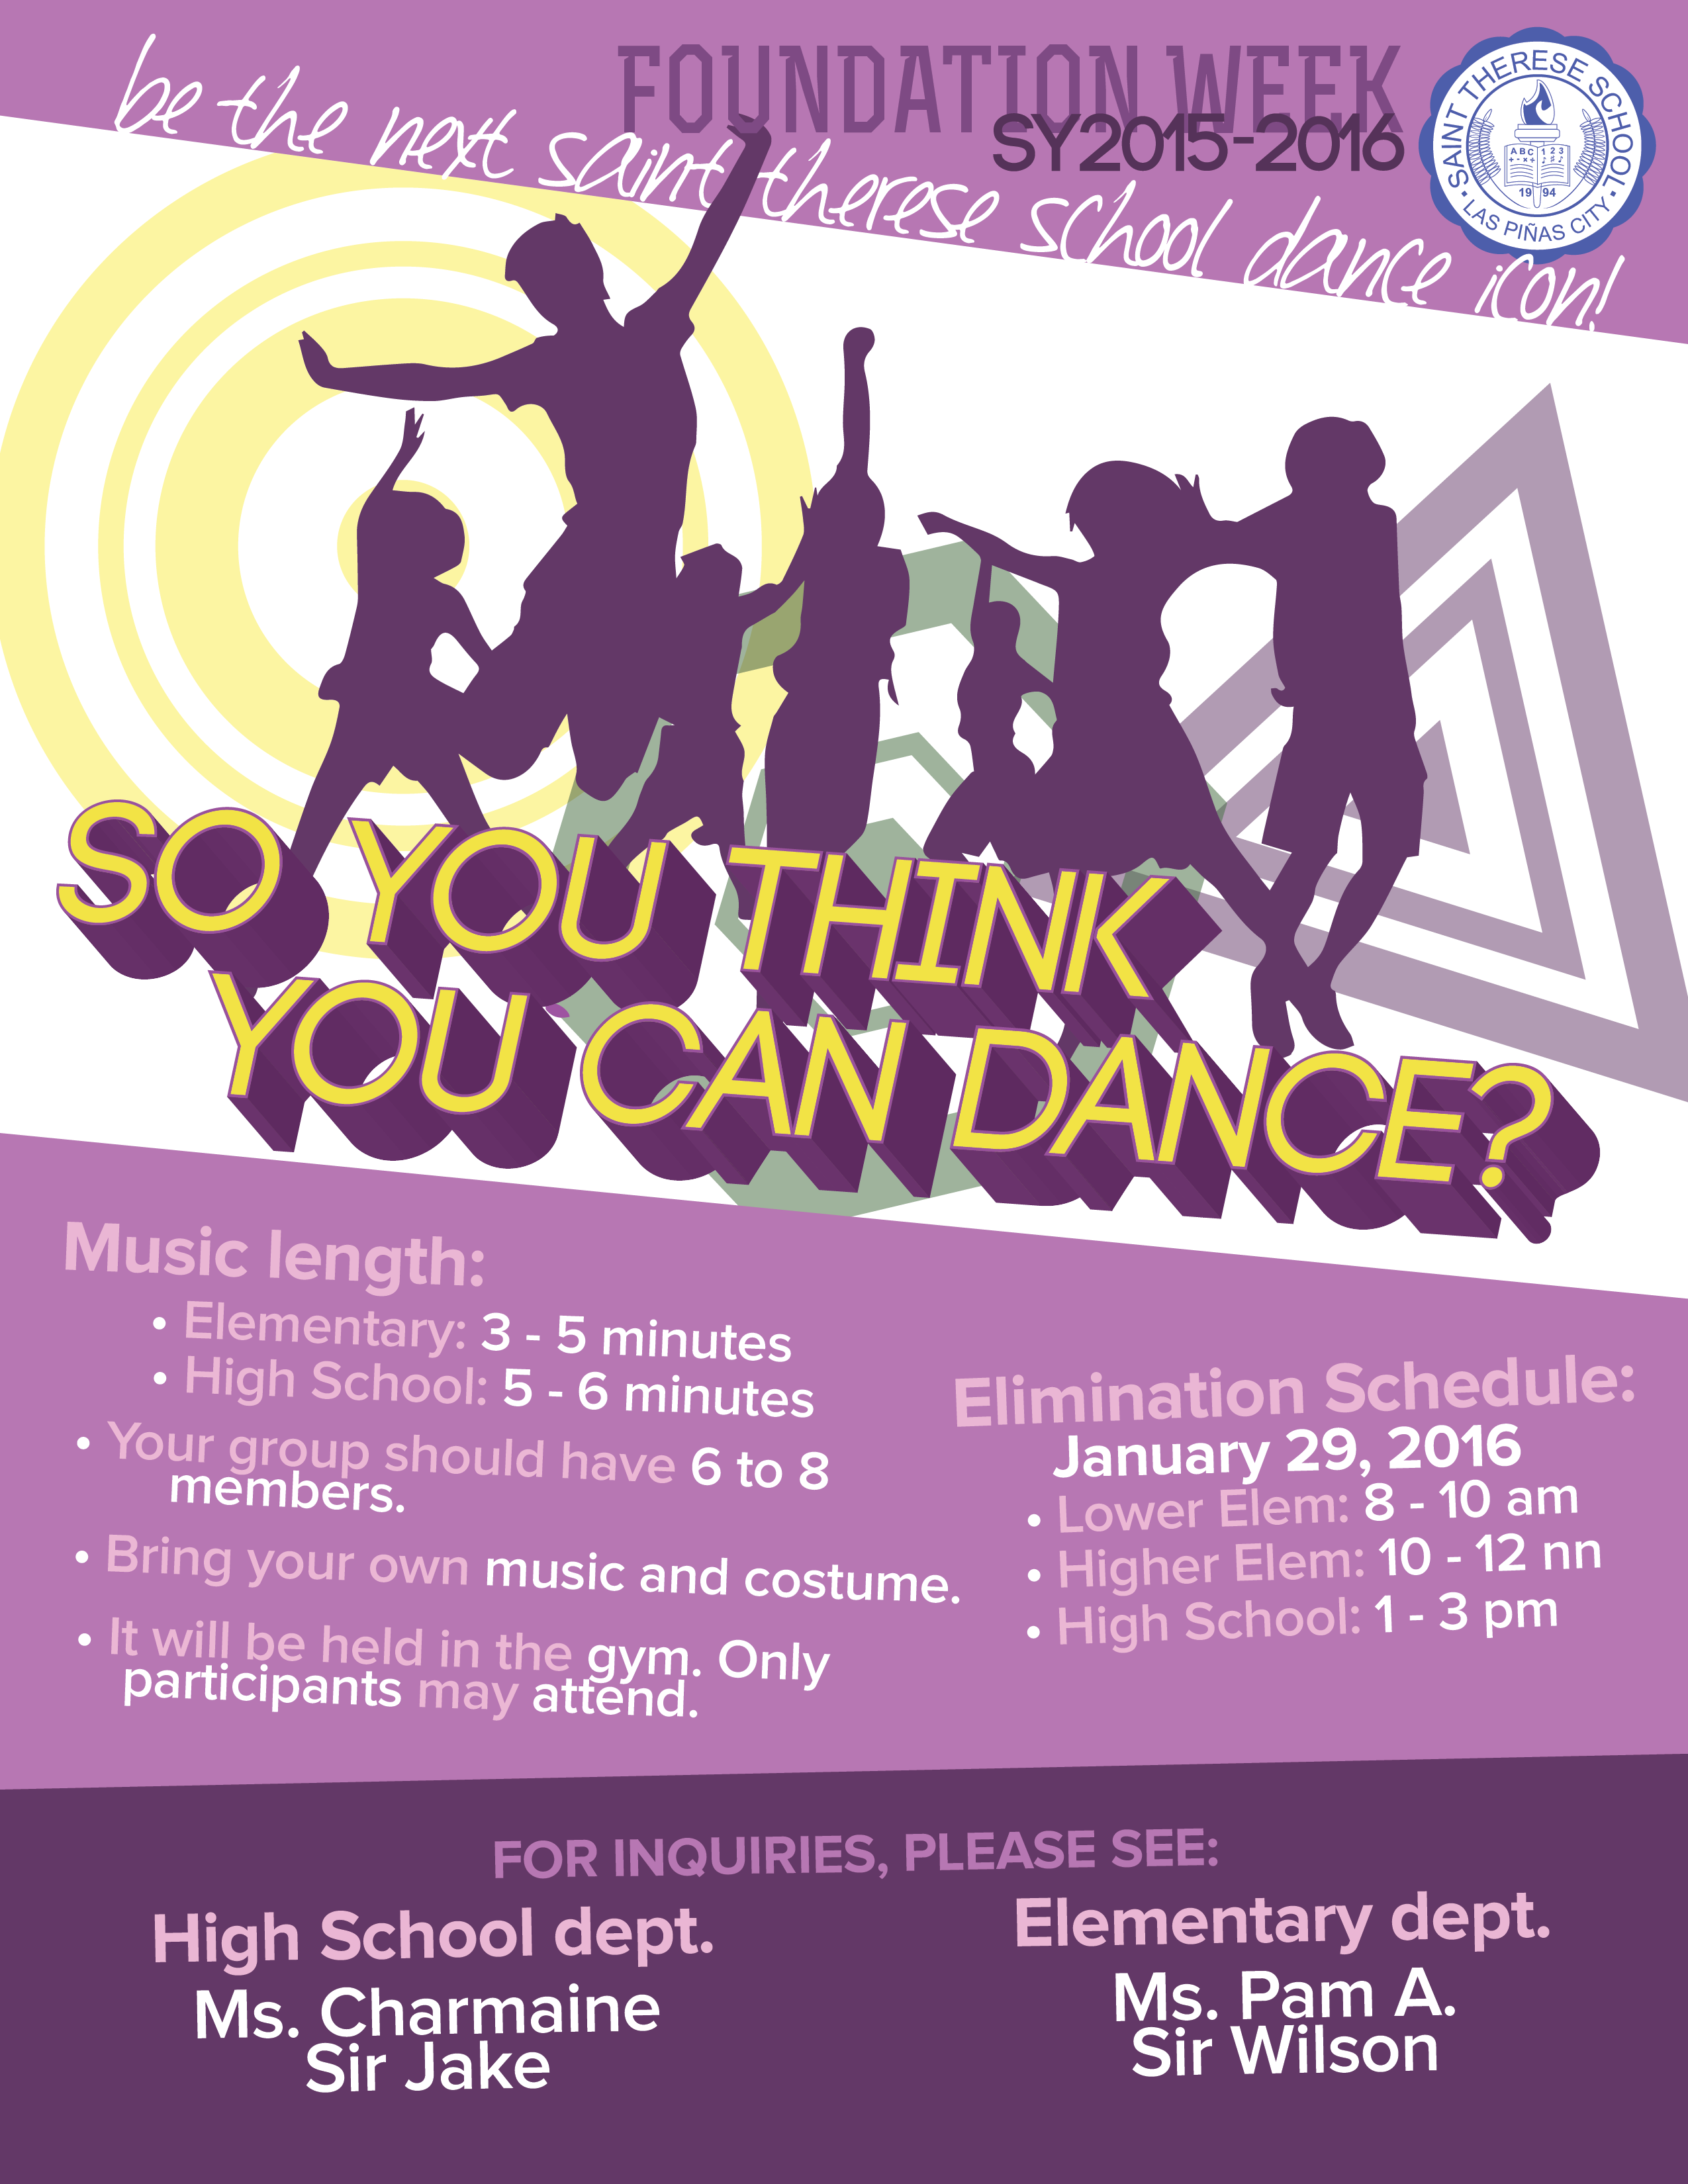 FOUNDATION WEEK
SY2015-2016
be the next saint therese school dance icon!
SAINT THERESE SCHOOL
ABC 123
+ - x ÷
19 94
• LAS PIÑAS CITY •
SO YOU THINK
YOU CAN DANCE?
Music length:
• Elementary: 3 - 5 minutes
• High School: 5 - 6 minutes
• Your group should have 6 to 8
members.
• Bring your own music and costume.
• It will be held in the gym. Only
participants may attend.
Elimination Schedule:
January 29, 2016
• Lower Elem: 8 - 10 am
• Higher Elem: 10 - 12 nn
• High School: 1 - 3 pm
FOR INQUIRIES, PLEASE SEE:
High School dept.
Ms. Charmaine
Sir Jake
Elementary dept.
Ms. Pam A.
Sir Wilson